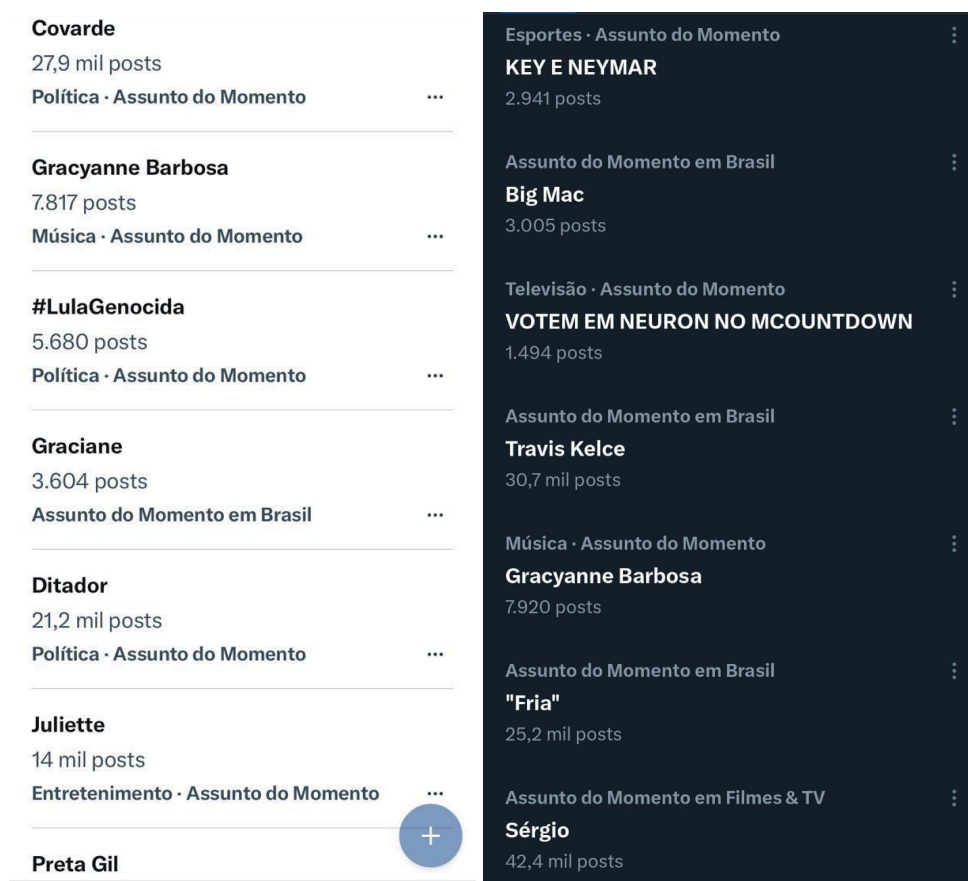 Covarde
27,9 mil posts
Política · Assunto do Momento
Gracyanne Barbosa
7.817 posts
Música · Assunto do Momento
#LulaGenocida
5.680 posts
Política · Assunto do Momento
Graciane
3.604 posts
Assunto do Momento em Brasil
Ditador
21,2 mil posts
Política · Assunto do Momento
Juliette
14 mil posts
Entretenimento · Assunto do Momento
Preta Gil
Esportes · Assunto do Momento
KEY E NEYMAR
2.941 posts
Assunto do Momento em Brasil
Big Mac
3.005 posts
Televisão · Assunto do Momento
VOTEM EM NEURON NO MCOUNTDOWN
1.494 posts
Assunto do Momento em Brasil
Travis Kelce
30,7 mil posts
Música · Assunto do Momento
Gracyanne Barbosa
7.920 posts
Assunto do Momento em Brasil
"Fria"
25,2 mil posts
Assunto do Momento em Filmes & TV
Sérgio
42,4 mil posts